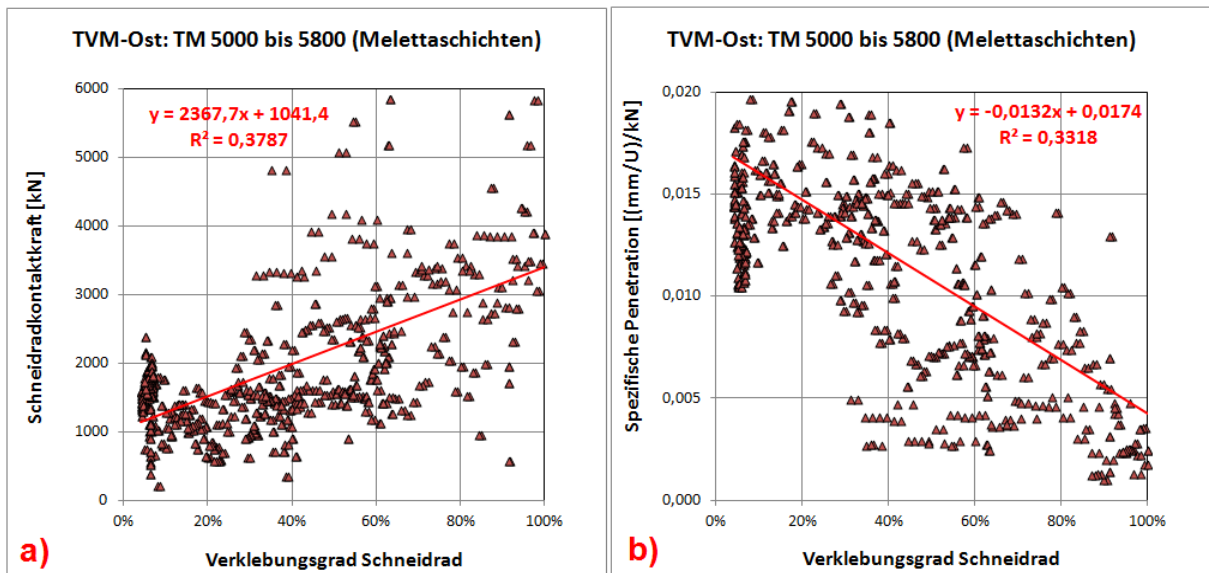 TVM-Ost: TM 5000 bis 5800 (Melettaschichten)
y = 2367,7x + 1041,4
R² = 0,3787
Schneidradkontaktkraft [kN]
6000
5000
4000
3000
2000
1000
0
0% 20% 40% 60% 80% 100%
Verklebungsgrad Schneidrad
a)
TVM-Ost: TM 5000 bis 5800 (Melettaschichten)
y = -0,0132x + 0,0174
R² = 0,3318
Spezifische Penetration [(mm/U)/kN]
0,020
0,015
0,010
0,005
0,000
0% 20% 40% 60% 80% 100%
Verklebungsgrad Schneidrad
b)